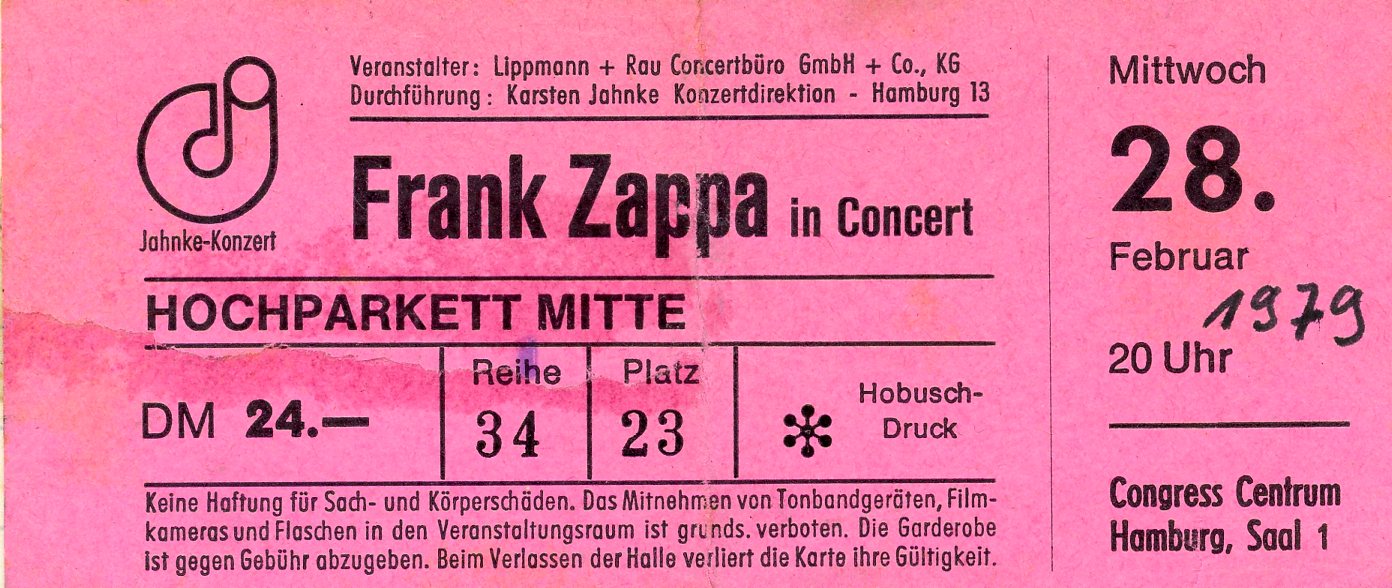 Veranstalter: Lippmann + Rau Concertbüro GmbH + Co., KG
Durchführung: Karsten Jahnke Konzertdirektion - Hamburg 13
Jahnke-Konzert
Frank Zappa in Concert
HOCHPARKETT MITTE
DM 24.—
Reihe
34
Platz
23
Hobusch-
Druck
Keine Haftung für Sach- und Körperschäden. Das Mitnehmen von Tonbandgeräten, Film-
kameras und Flaschen in den Veranstaltungsraum ist grunds. verboten. Die Garderobe
ist gegen Gebühr abzugeben. Beim Verlassen der Halle verliert die Karte ihre Gültigkeit.
Mittwoch
28.
Februar
1979
20 Uhr
Congress Centrum
Hamburg, Saal 1